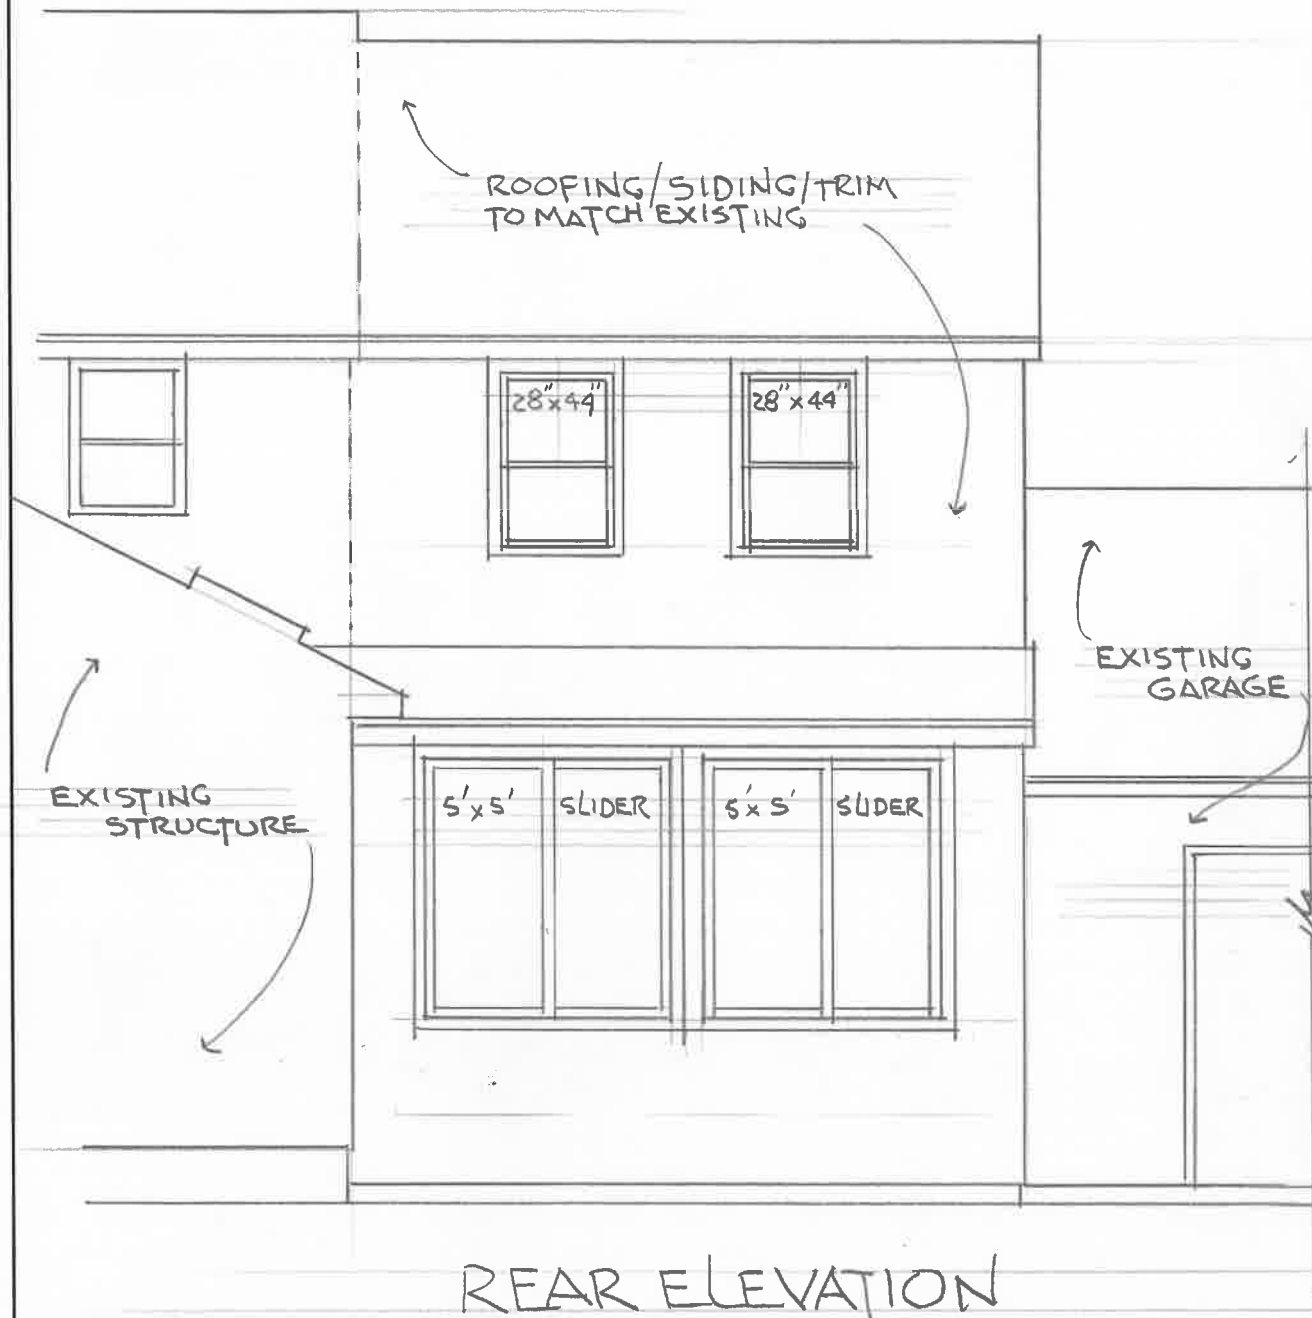 ROOFING/SIDING/TRIM
TO MATCH EXISTING
28"x44"
28"x44"
EXISTING
GARAGE
EXISTING
STRUCTURE
5'x5' SLIDER
5'x5' SLIDER
REAR ELEVATION